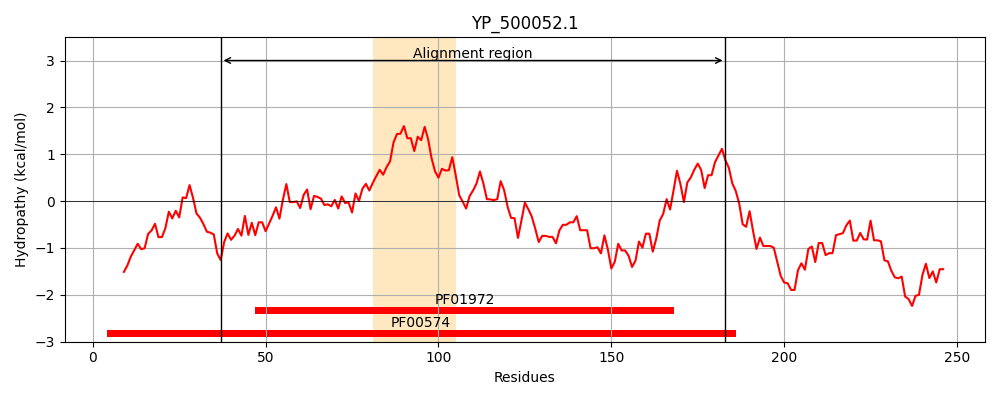 YP_500052.1
Alignment region
Hydropathy (kcal/mol)
3
2
1
0
−1
−2
−3
PF01972
PF00574
0
50
100
150
200
250
Residues